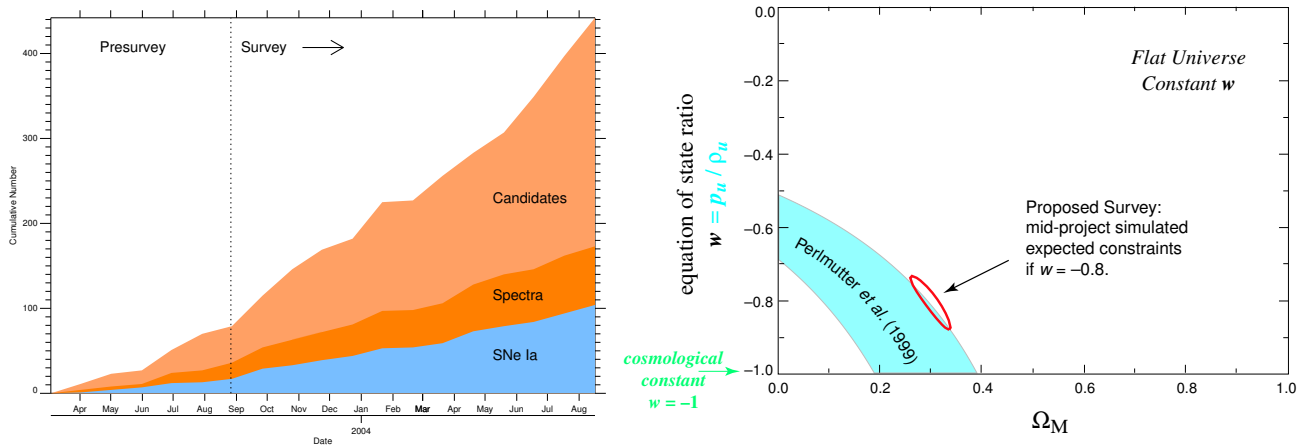 Presurvey
Survey
Candidates
Spectra
SNe Ia
Cumulative Number
400
300
200
100
0
Apr May Jun Jul Aug Sep Oct Nov Dec Jan Feb Mar Apr May Jun Jul Aug
2004
Date
Flat Universe
Constant w
equation of state ratio
w = pu / ρu
0.0
−0.2
−0.4
−0.6
−0.8
−1.0
Proposed Survey:
mid-project simulated
expected constraints
if w = −0.8.
Perlmutter et al. (1999)
cosmological
constant
w = −1
0.0 0.2 0.4 0.6 0.8 1.0
ΩM